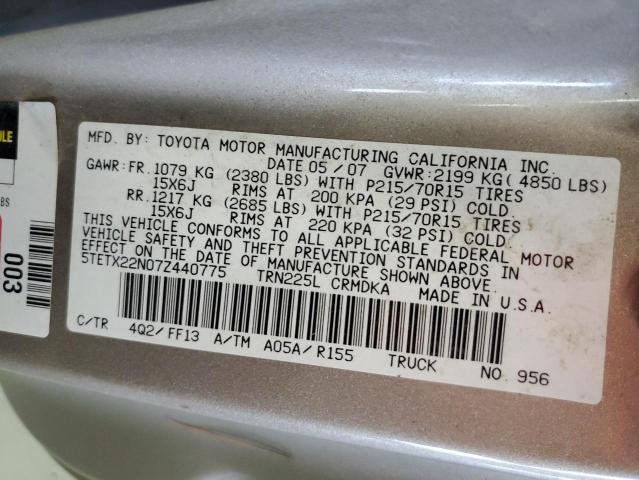 MFD. BY: TOYOTA MOTOR MANUFACTURING CALIFORNIA INC.
DATE 05 / 07 GVWR: 2199 KG( 4850 LBS)
GAWR: FR. 1079 KG (2380 LBS) WITH P215/70R15 TIRES
15X6J RIMS AT 200 KPA (29 PSI) COLD.
RR. 1217 KG (2685 LBS) WITH P215/70R15 TIRES
15X6J RIMS AT 220 KPA (32 PSI) COLD.
THIS VEHICLE CONFORMS TO ALL APPLICABLE FEDERAL MOTOR
VEHICLE SAFETY AND THEFT PREVENTION STANDARDS IN
EFFECT ON THE DATE OF MANUFACTURE SHOWN ABOVE.
5TETX22N07Z440775 TRN225L CRMDKA MADE IN U.S.A.
C/TR 4Q2/ FF13 A/TM A05A/ R155 TRUCK NO. 956
003